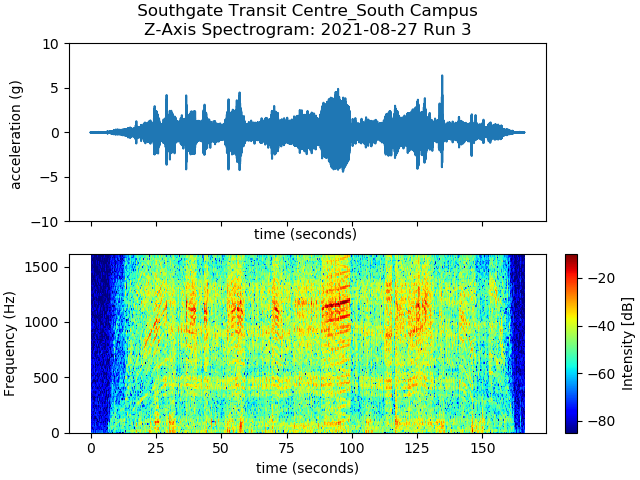 Southgate Transit Centre_South Campus
Z-Axis Spectrogram: 2021-08-27 Run 3
10
5
0
−5
−10
acceleration (g)
time (seconds)
1500
1000
500
0
Frequency (Hz)
0 25 50 75 100 125 150
time (seconds)
−20
−40
−60
−80
Intensity [dB]